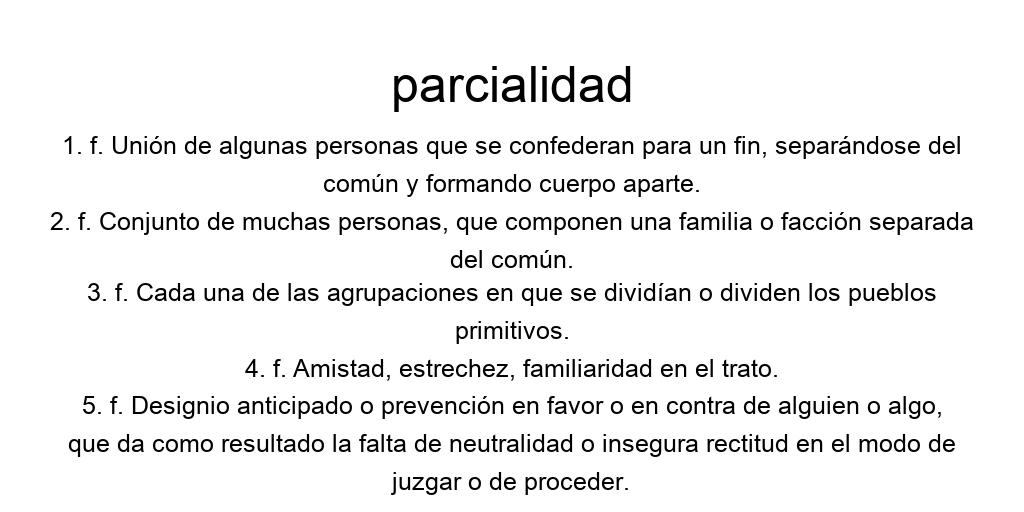 parcialidad
1. f. Unión de algunas personas que se confederan para un fin, separándose del
común y formando cuerpo aparte.
2. f. Conjunto de muchas personas, que componen una familia o facción separada
del común.
3. f. Cada una de las agrupaciones en que se dividían o dividen los pueblos
primitivos.
4. f. Amistad, estrechez, familiaridad en el trato.
5. f. Designio anticipado o prevención en favor o en contra de alguien o algo,
que da como resultado la falta de neutralidad o insegura rectitud en el modo de
juzgar o de proceder.